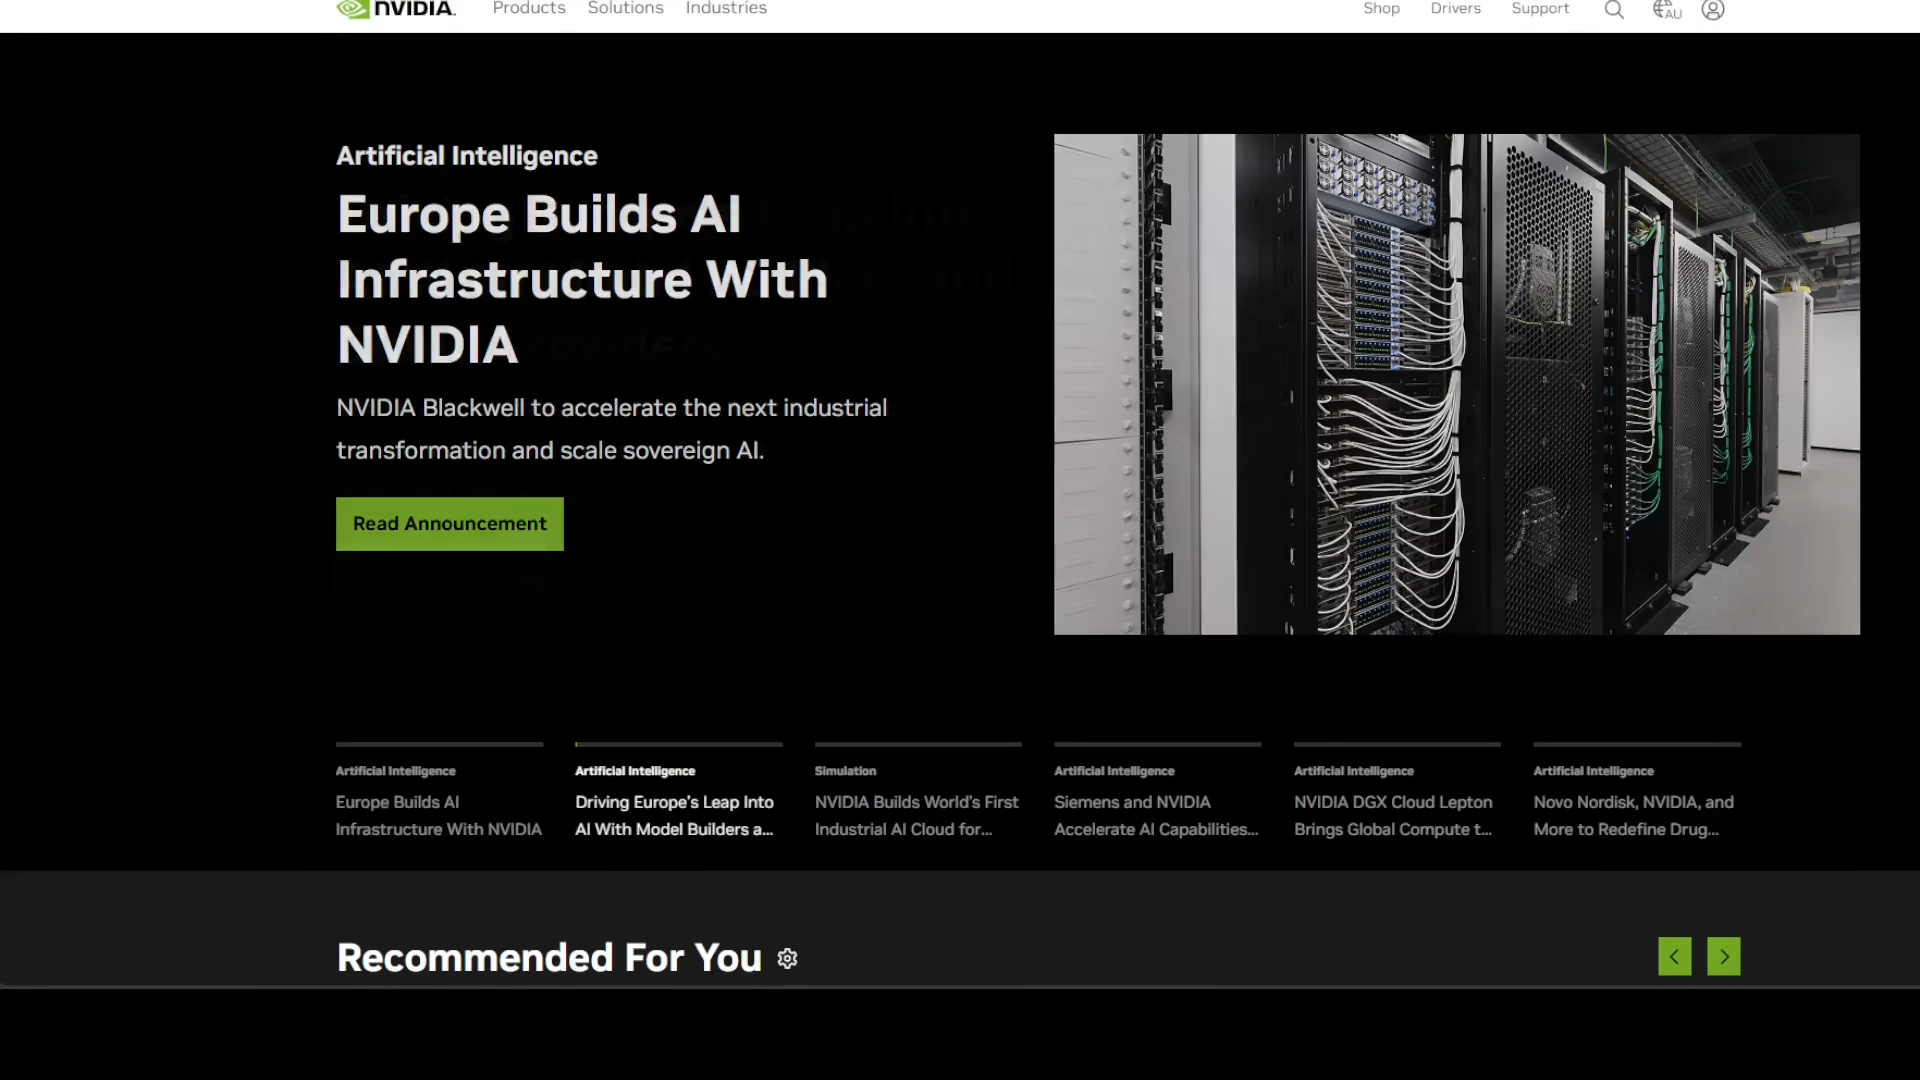 NVIDIA.
Products
Solutions
Industries
Shop
Drivers
Support
AU
Artificial Intelligence
Europe Builds AI
Infrastructure With
NVIDIA
NVIDIA Blackwell to accelerate the next industrial
transformation and scale sovereign AI.
Read Announcement
Artificial Intelligence
Europe Builds AI
Infrastructure With NVIDIA
Artificial Intelligence
Driving Europe's Leap Into
AI With Model Builders a...
Simulation
NVIDIA Builds World's First
Industrial AI Cloud for...
Artificial Intelligence
Siemens and NVIDIA
Accelerate AI Capabilities...
Artificial Intelligence
NVIDIA DGX Cloud Lepton
Brings Global Compute t...
Artificial Intelligence
Novo Nordisk, NVIDIA, and
More to Redefine Drug...
Recommended For You